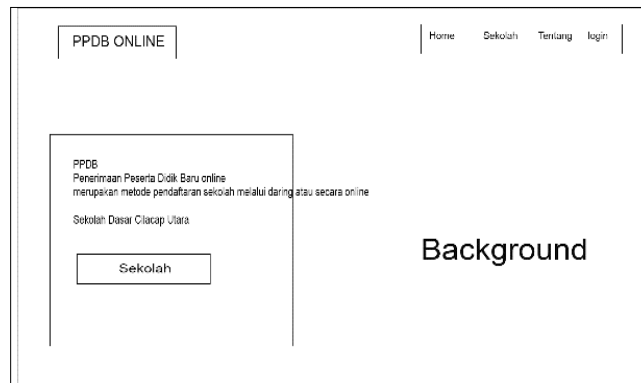 PPDB ONLINE
Home Sekolah Tentang login
PPDB
Penerimaan Peserta Didik Baru online
merupakan metode pendaftaran sekolah melalui daring atau secara online
Sekolah Dasar Cilacap Utara
Sekolah
Background